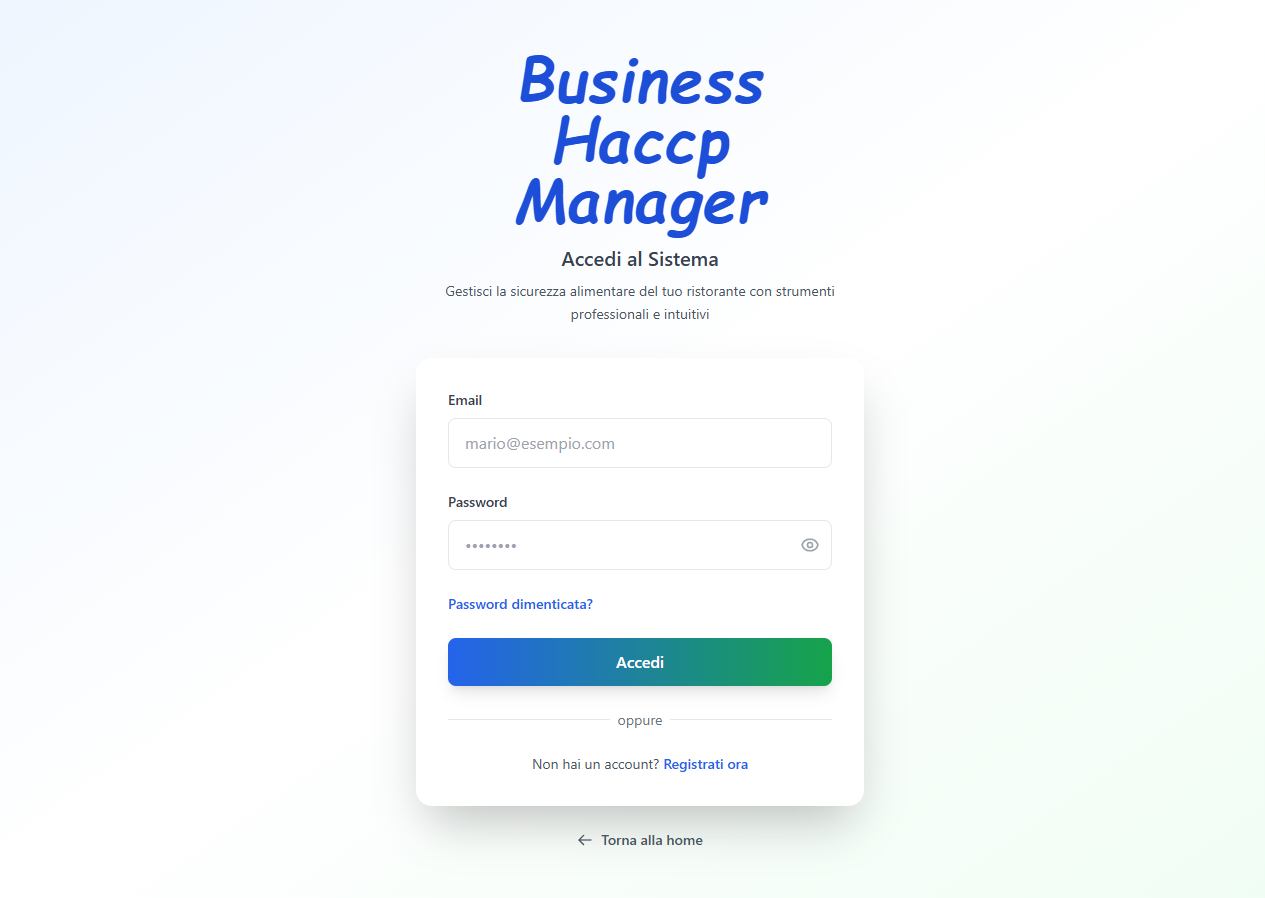 Business
Haccp
Manager
Accedi al Sistema
Gestisci la sicurezza alimentare del tuo ristorante con strumenti
professionali e intuitivi
Email
mario@esempio.com
Password
••••••••
Password dimenticata?
Accedi
oppure
Non hai un account? Registrati ora
← Torna alla home